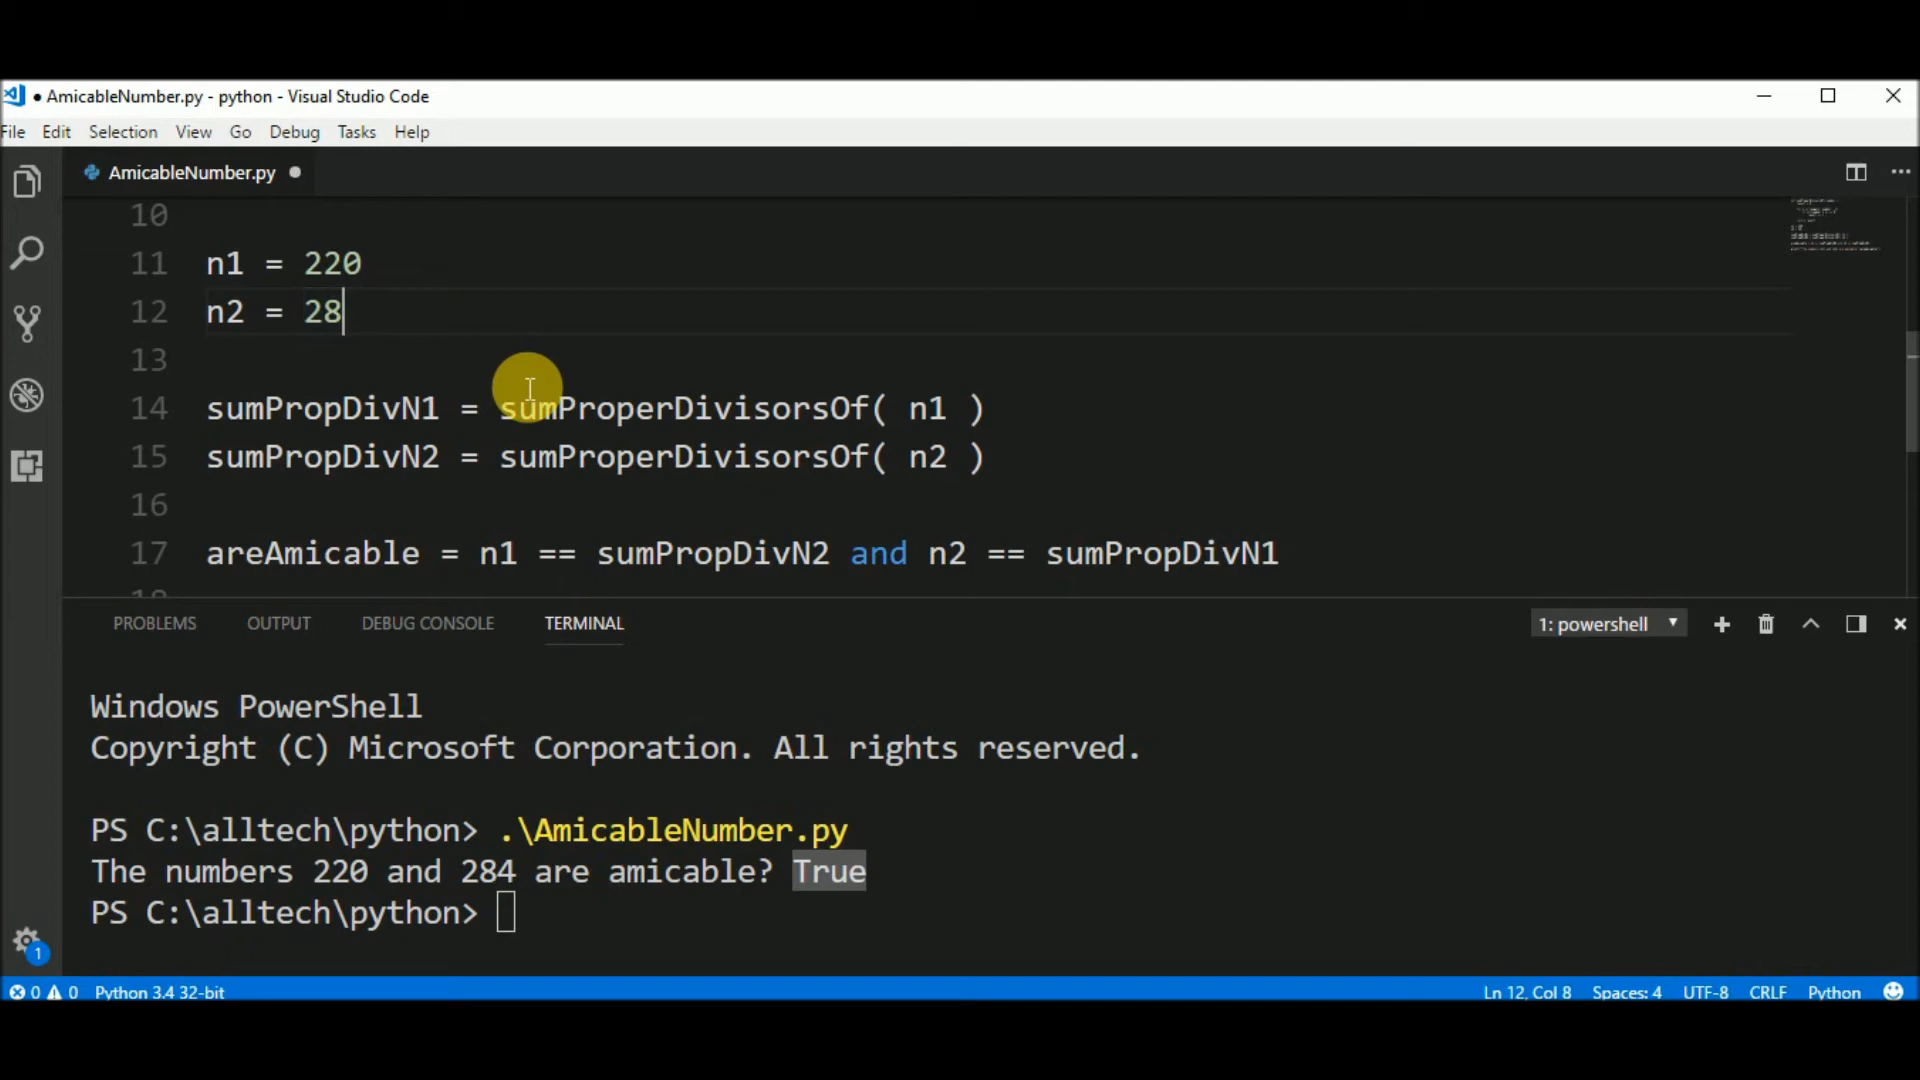 ● AmicableNumber.py - python - Visual Studio Code
File Edit Selection View Go Debug Tasks Help
AmicableNumber.py ●
10
11 n1 = 220
12 n2 = 28
13
14 sumPropDivN1 = sumProperDivisorsOf( n1 )
15 sumPropDivN2 = sumProperDivisorsOf( n2 )
16
17 areAmicable = n1 == sumPropDivN2 and n2 == sumPropDivN1
18
PROBLEMS OUTPUT DEBUG CONSOLE TERMINAL 1: powershell
Windows PowerShell
Copyright (C) Microsoft Corporation. All rights reserved.
PS C:\alltech\python> .\AmicableNumber.py
The numbers 220 and 284 are amicable? True
PS C:\alltech\python>
1
0 0 Python 3.4 32-bit Ln 12, Col 8 Spaces: 4 UTF-8 CRLF Python